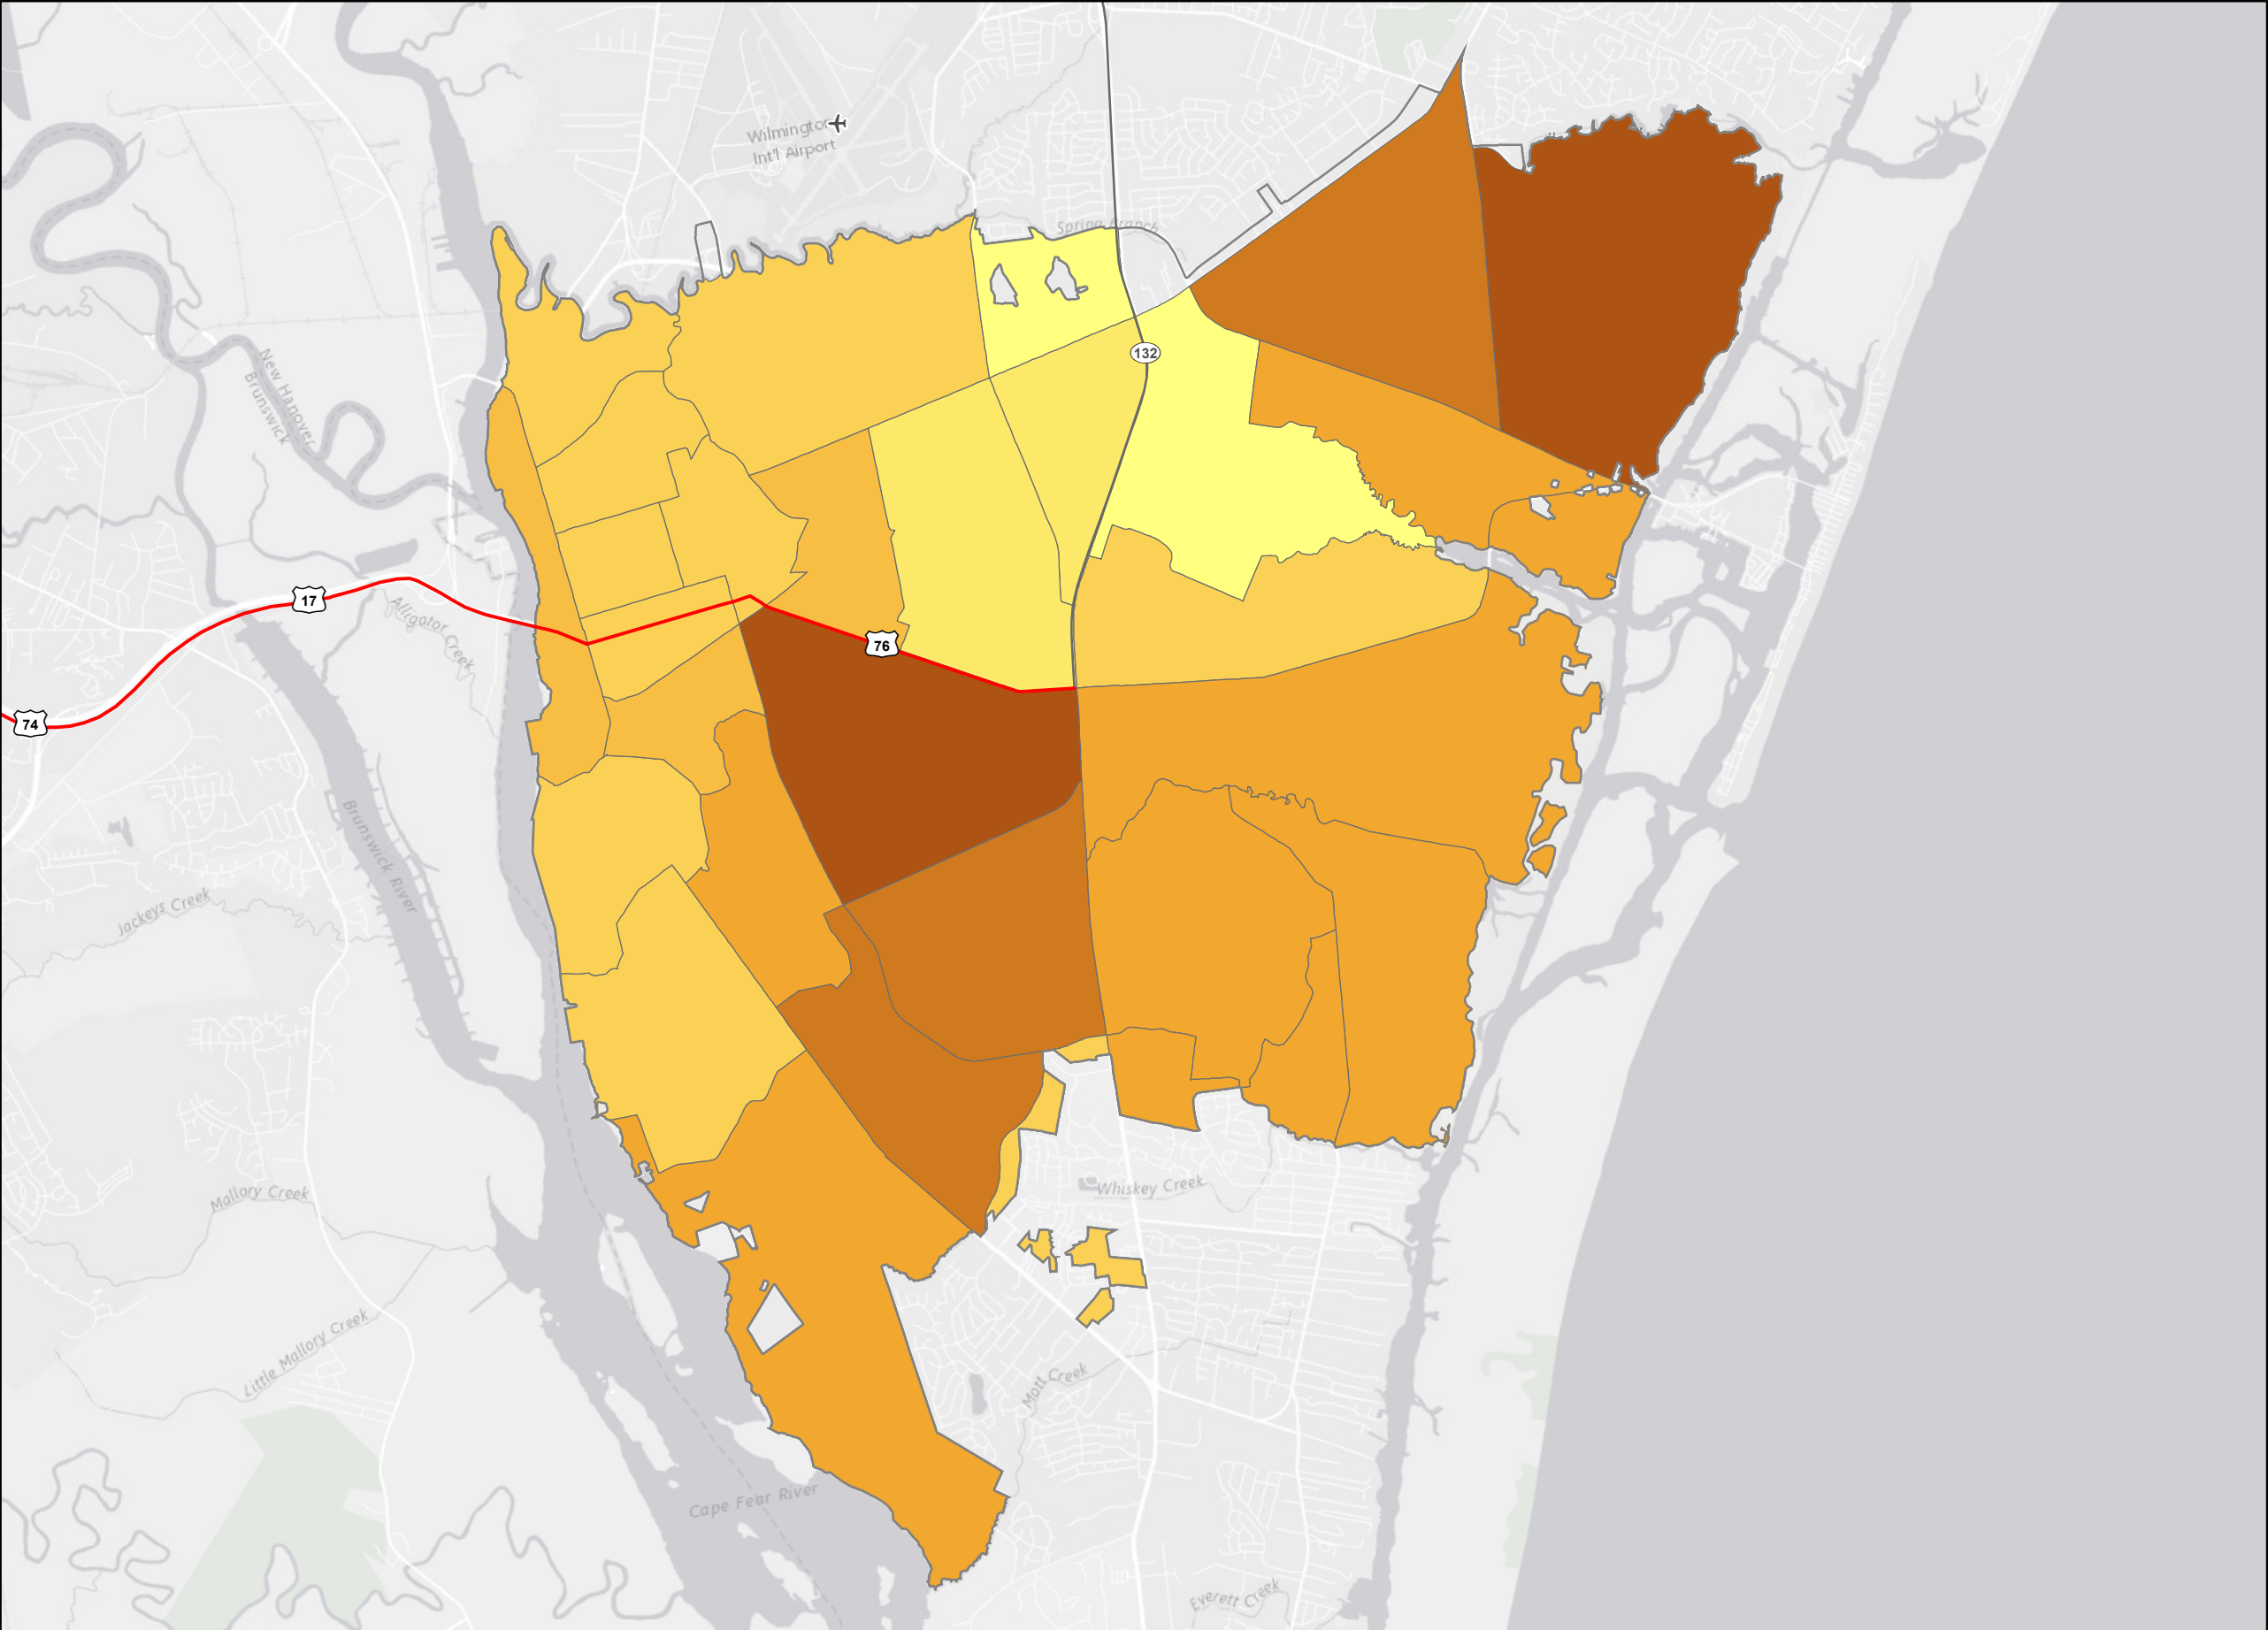 Wilmington
Int'l Airport
Spring Branch
132
New Hanover
Brunswick
17
Alligator Creek
76
74
Brunswick River
Jackeys Creek
Mallory Creek
Whiskey Creek
Little Mallory Creek
Mott Creek
Cape Fear River
Everett Creek